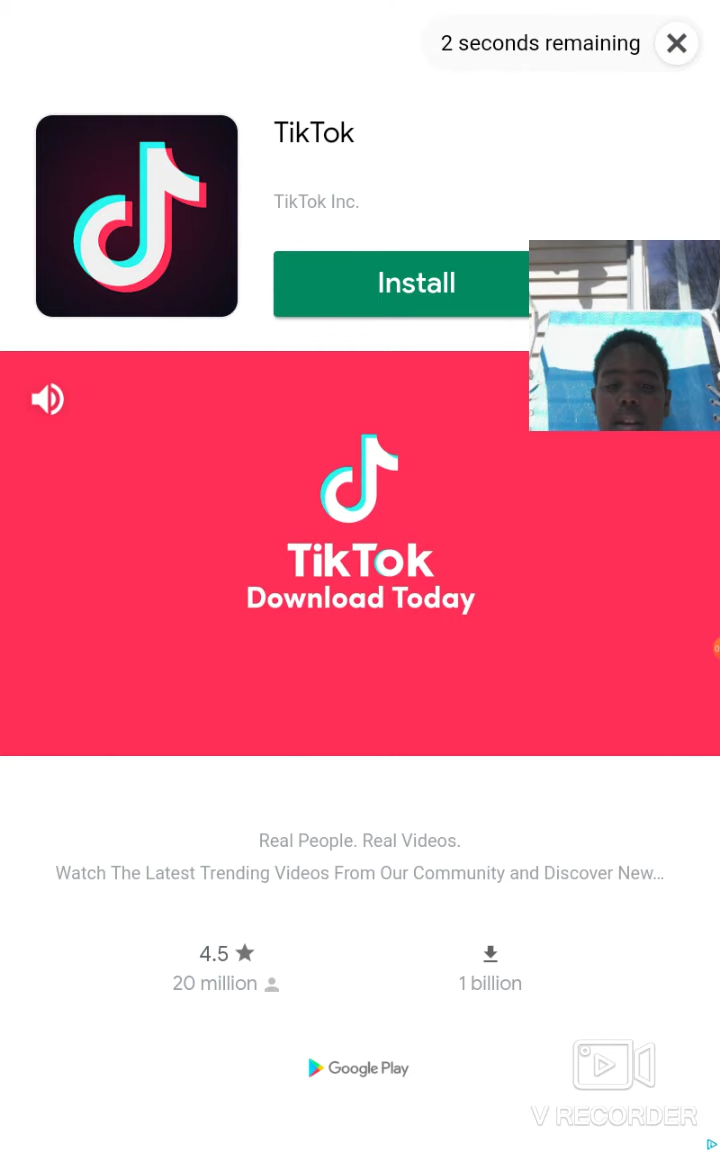 2 seconds remaining
TikTok
TikTok Inc.
Install
TikTok
Download Today
Real People. Real Videos.
Watch The Latest Trending Videos From Our Community and Discover New...
4.5
20 million
1 billion
Google Play
V RECORDER